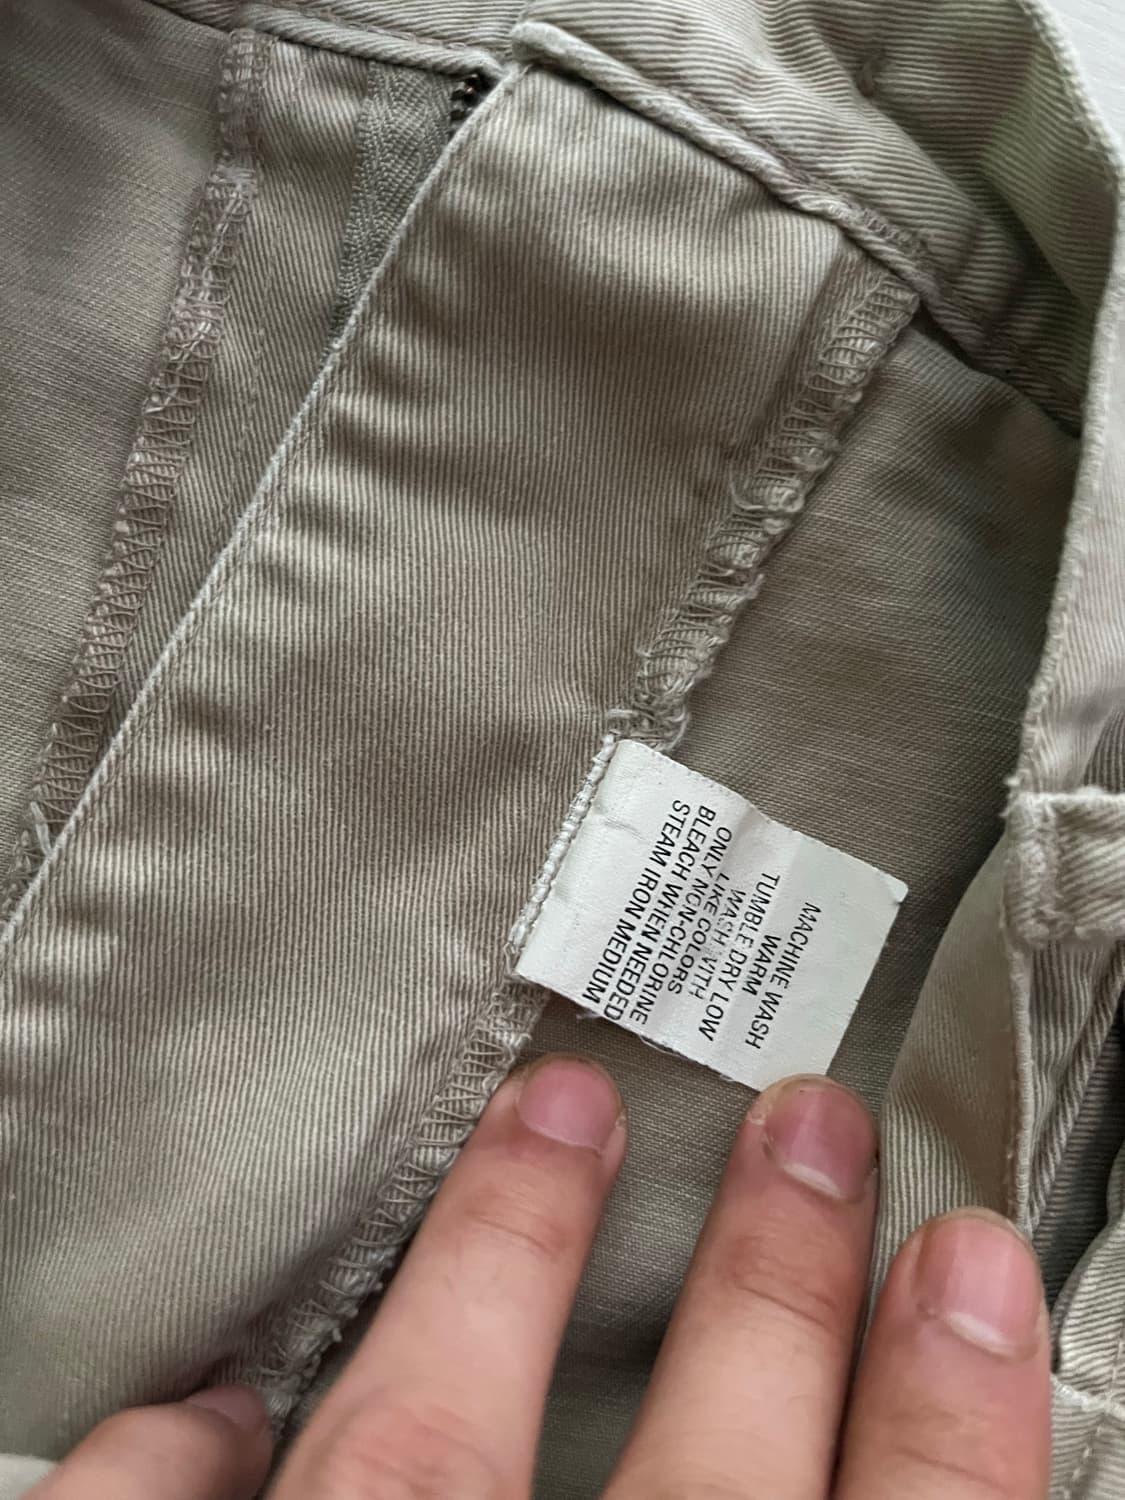 MACHINE WASH
WARM
TUMBLE DRY LOW
WASH WITH
LIKE COLORS
ONLY NON-CHLORINE
BLEACH WHEN NEEDED
STEAM IRON MEDIUM